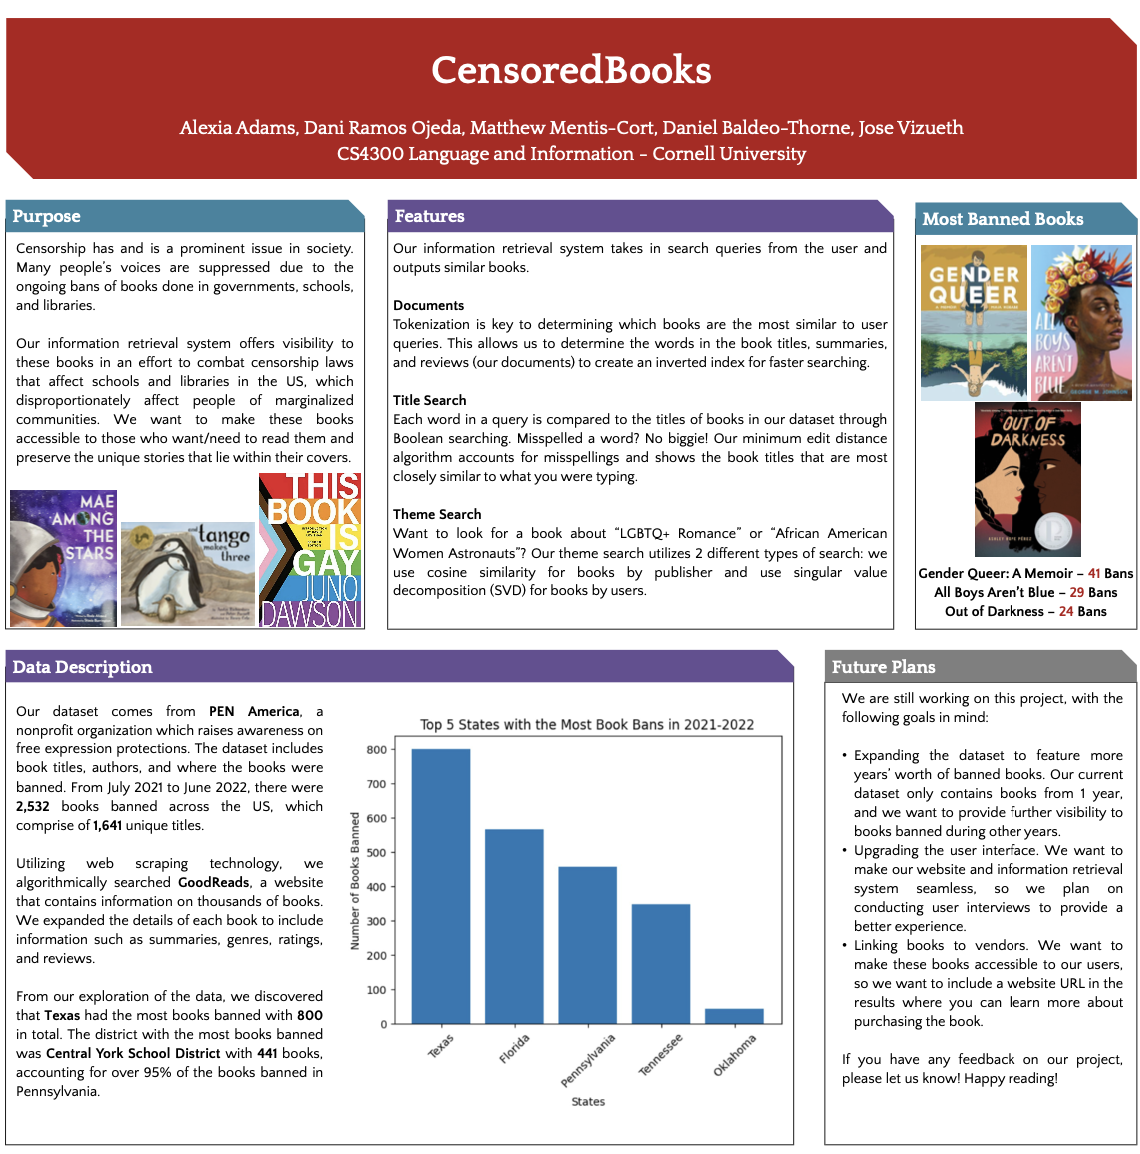 CensoredBooks
Alexia Adams, Dani Ramos Ojeda, Matthew Mentis-Cort, Daniel Baldeo-Thorne, Jose Vizueth
CS4300 Language and Information - Cornell University
Purpose
Censorship has and is a prominent issue in society.
Many people's voices are suppressed due to the
ongoing bans of books done in governments, schools,
and libraries.
Our information retrieval system offers visibility to
these books in an effort to combat censorship laws
that affect schools and libraries in the US, which
disproportionately affect people of marginalized
communities. We want to make these books
accessible to those who want/need to read them and
preserve the unique stories that lie within their covers.
MAE
AMONG
THE
STARS
and tango
makes
three
THIS
BOOK
IS
GAY
JUNO
DAWSON
Features
Our information retrieval system takes in search queries from the user and
outputs similar books.
Documents
Tokenization is key to determining which books are the most similar to user
queries. This allows us to determine the words in the book titles, summaries,
and reviews (our documents) to create an inverted index for faster searching.
Title Search
Each word in a query is compared to the titles of books in our dataset through
Boolean searching. Misspelled a word? No biggie! Our minimum edit distance
algorithm accounts for misspellings and shows the book titles that are most
closely similar to what you were typing.
Theme Search
Want to look for a book about “LGBTQ+ Romance” or “African American
Women Astronauts”? Our theme search utilizes 2 different types of search: we
use cosine similarity for books by publisher and use singular value
decomposition (SVD) for books by users.
Most Banned Books
GENDER
QUEER
ALL
BOYS
AREN'T
BLUE
GEORGE M. JOHNSON
OUT OF
DARKNESS
ASHLEY HOPE PÉREZ
Gender Queer: A Memoir – 41 Bans
All Boys Aren't Blue – 29 Bans
Out of Darkness – 24 Bans
Data Description
Our dataset comes from PEN America, a
nonprofit organization which raises awareness on
free expression protections. The dataset includes
book titles, authors, and where the books were
banned. From July 2021 to June 2022, there were
2,532 books banned across the US, which
comprise of 1,641 unique titles.
Utilizing web scraping technology, we
algorithmically searched GoodReads, a website
that contains information on thousands of books.
We expanded the details of each book to include
information such as summaries, genres, ratings,
and reviews.
From our exploration of the data, we discovered
that Texas had the most books banned with 800
in total. The district with the most books banned
was Central York School District with 441 books,
accounting for over 95% of the books banned in
Pennsylvania.
Top 5 States with the Most Book Bans in 2021-2022
Number of Books Banned
800
700
600
500
400
300
200
100
0
Texas
Florida
Pennsylvania
Tennessee
Oklahoma
States
Future Plans
We are still working on this project, with the
following goals in mind:
• Expanding the dataset to feature more
years' worth of banned books. Our current
dataset only contains books from 1 year,
and we want to provide further visibility to
books banned during other years.
• Upgrading the user interface. We want to
make our website and information retrieval
system seamless, so we plan on
conducting user interviews to provide a
better experience.
• Linking books to vendors. We want to
make these books accessible to our users,
so we want to include a website URL in the
results where you can learn more about
purchasing the book.
If you have any feedback on our project,
please let us know! Happy reading!